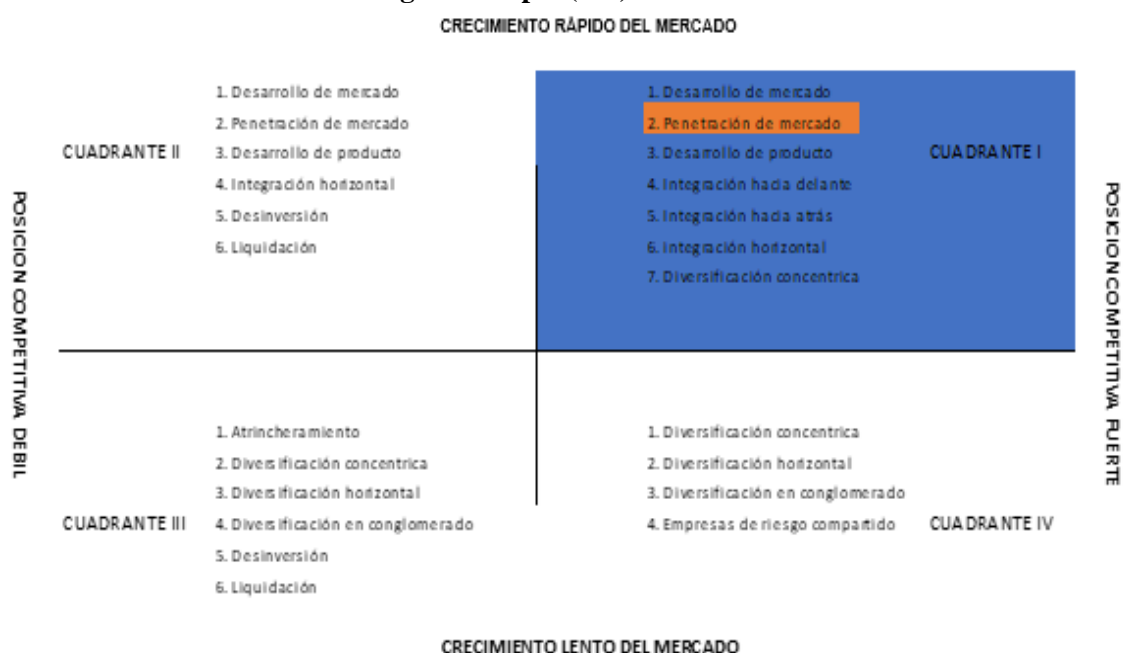 CRECIMIENTO RÁPIDO DEL MERCADO
1. Desarrollo de mercado
2. Penetración de mercado
CUADRANTE II
3. Desarrollo de producto
4. Integración horizontal
5. Desinversión
6. Liquidación
1. Desarrollo de mercado
2. Penetración de mercado
3. Desarrollo de producto
CUADRANTE I
4. Integración hacia delante
5. Integración hacia atrás
6. Integración horizontal
7. Diversificación concentrica
POSICION COMPETITIVA DEBIL
POSICION COMPETITIVA FUERTE
1. Atrincheramiento
2. Diversificación concentrica
3. Diversificación horizontal
CUADRANTE III
4. Diversificación en conglomerado
5. Desinversión
6. Liquidación
1. Diversificación concentrica
2. Diversificación horizontal
3. Diversificación en conglomerado
4. Empresas de riesgo compartido
CUADRANTE IV
CRECIMIENTO LENTO DEL MERCADO